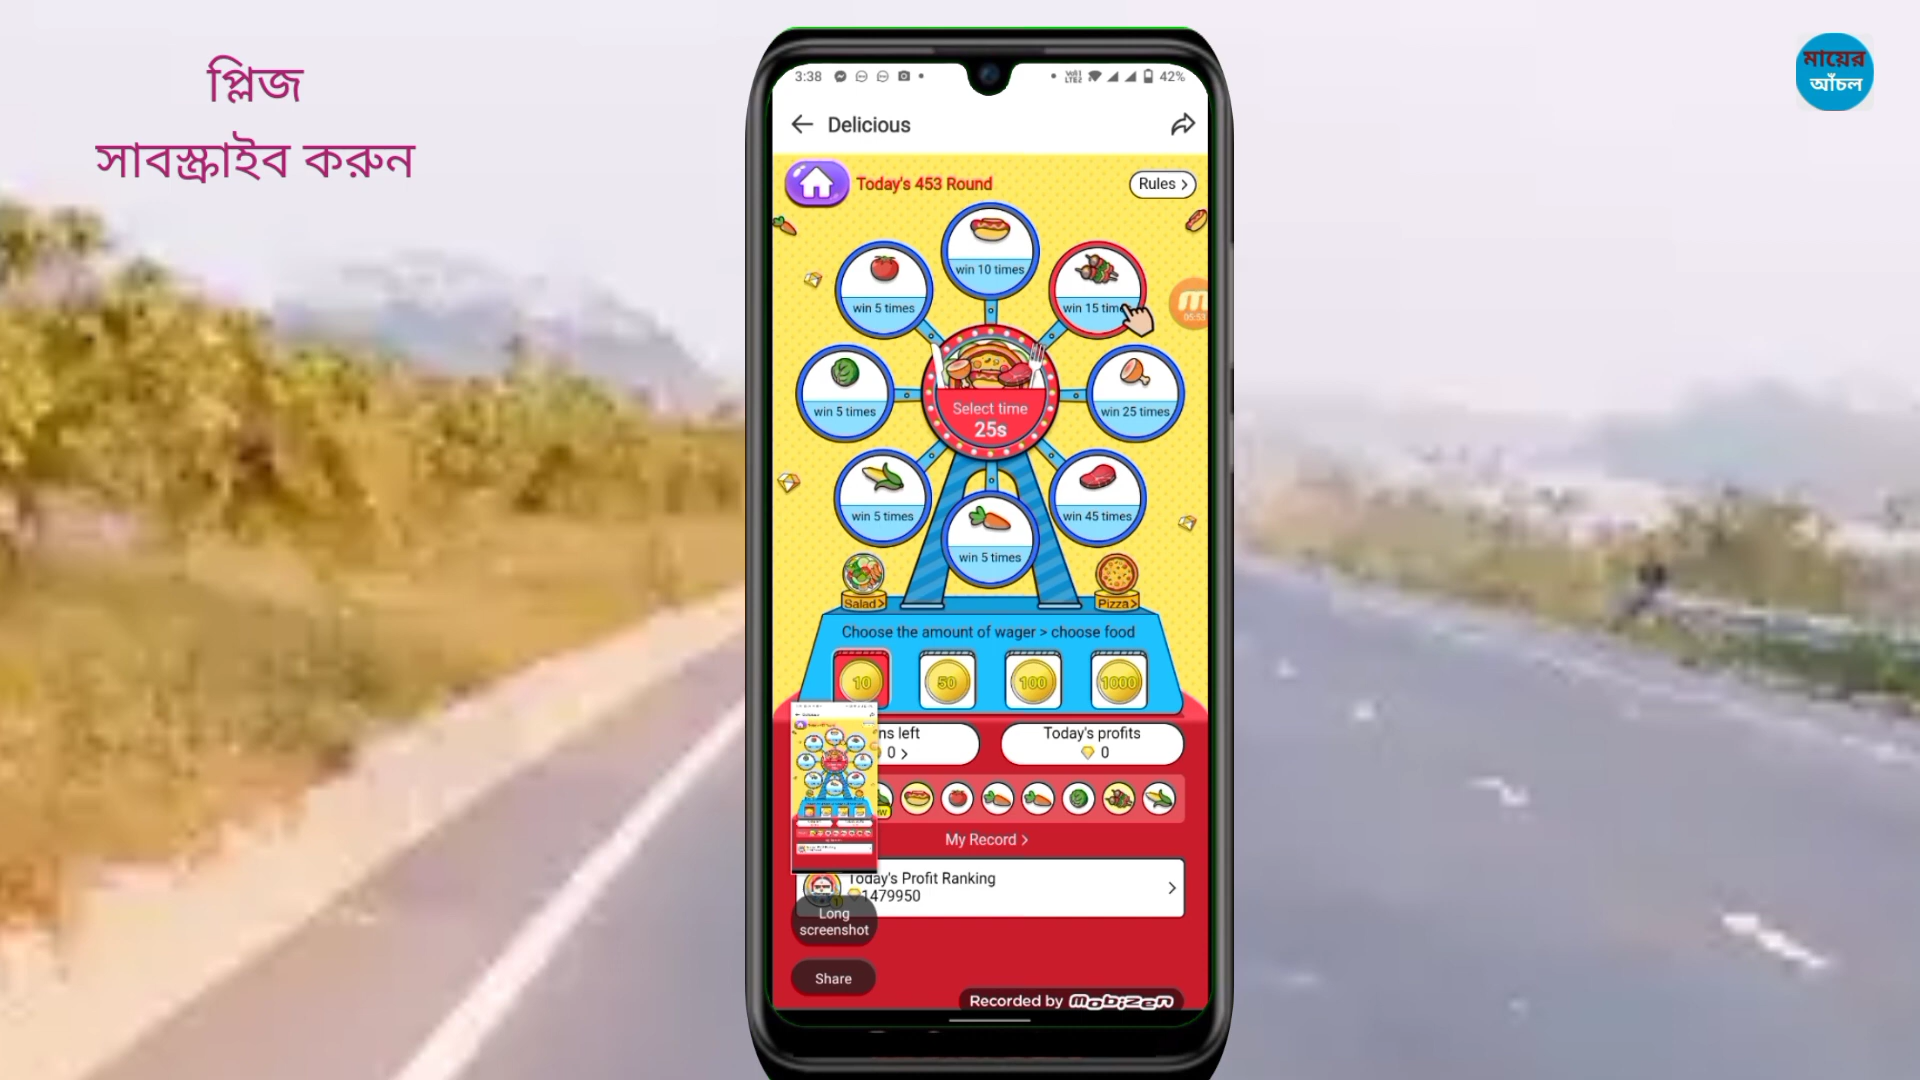 প্লিজ
সাবস্ক্রাইব করুন
মায়ের
আঁচল
3:38
42%
Delicious
Today's 453 Round
Rules >
win 10 times
win 5 times
win 15 time
win 5 times
win 25 times
Select time
25s
05:53
win 5 times
win 45 times
win 5 times
Salad>
Pizza>
Choose the amount of wager > choose food
10
50
100
1000
ns left
0 >
Today's profits
0
My Record >
Today's Profit Ranking
1479950
Long
screenshot
Share
Recorded by Mobizen